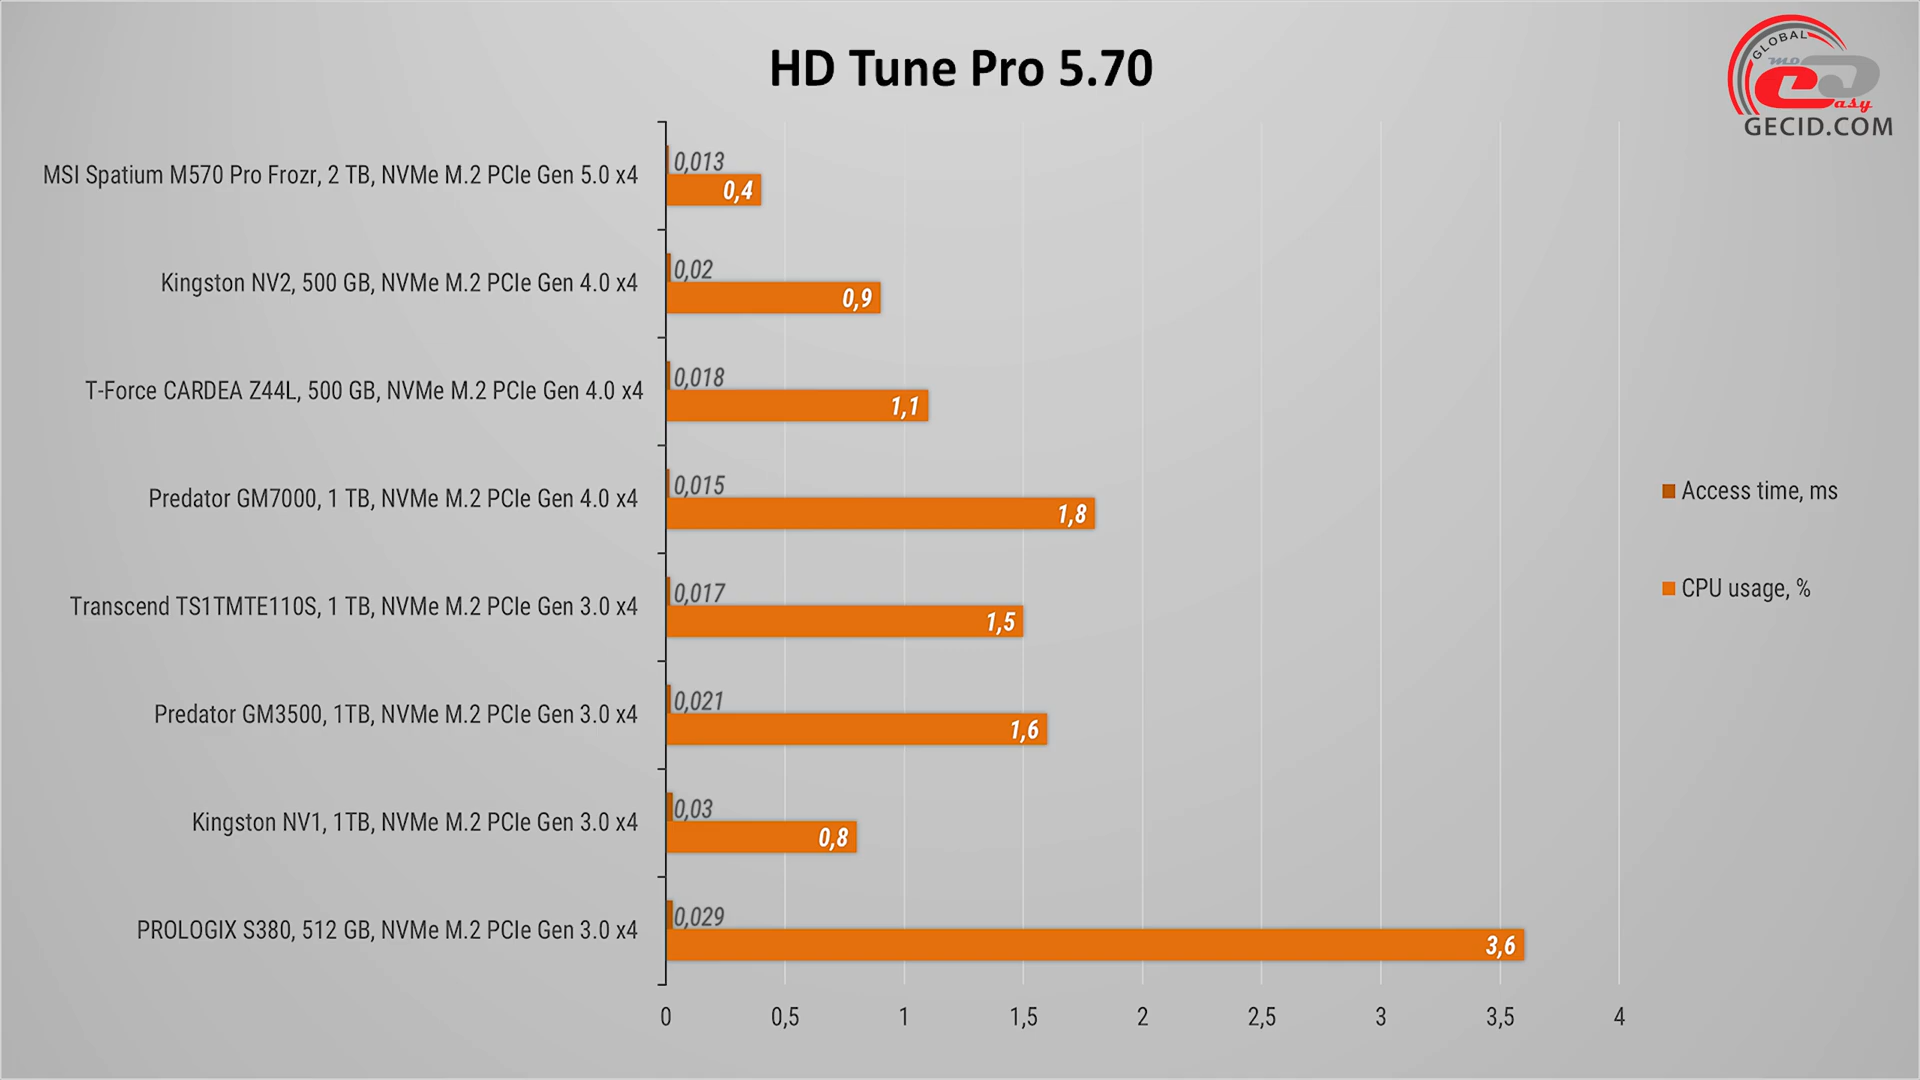 HD Tune Pro 5.70
GLOBAL
MD
asy
GECID.COM
MSI Spatium M570 Pro Frozr, 2 TB, NVMe M.2 PCIe Gen 5.0 x4
0,013
0,4
Kingston NV2, 500 GB, NVMe M.2 PCIe Gen 4.0 x4
0,02
0,9
T-Force CARDEA Z44L, 500 GB, NVMe M.2 PCIe Gen 4.0 x4
0,018
1,1
Predator GM7000, 1 TB, NVMe M.2 PCIe Gen 4.0 x4
0,015
1,8
Transcend TS1TMTE110S, 1 TB, NVMe M.2 PCIe Gen 3.0 x4
0,017
1,5
Predator GM3500, 1TB, NVMe M.2 PCIe Gen 3.0 x4
0,021
1,6
Kingston NV1, 1TB, NVMe M.2 PCIe Gen 3.0 x4
0,03
0,8
PROLOGIX S380, 512 GB, NVMe M.2 PCIe Gen 3.0 x4
0,029
3,6
0 0,5 1 1,5 2 2,5 3 3,5 4
Access time, ms
CPU usage, %